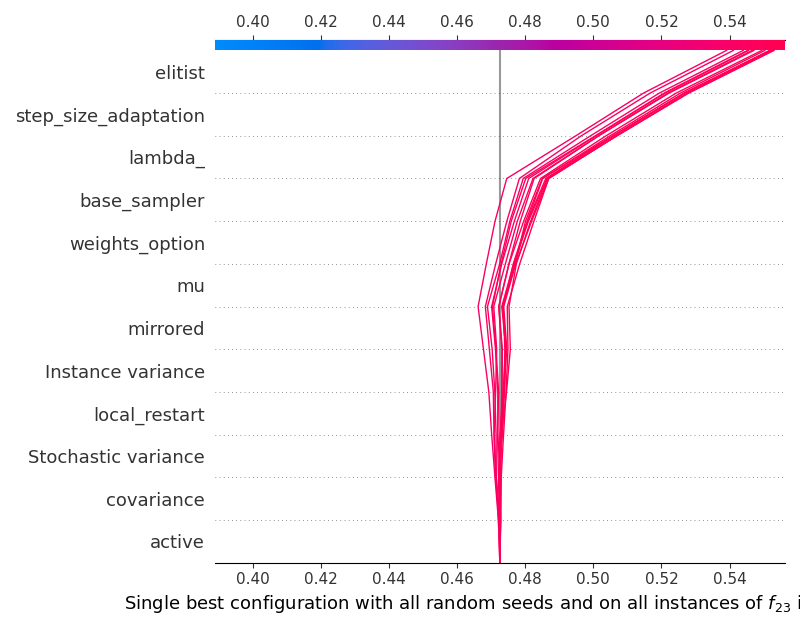 0.40 0.42 0.44 0.46 0.48 0.50 0.52 0.54
elitist
step_size_adaptation
lambda_
base_sampler
weights_option
mu
mirrored
Instance variance
local_restart
Stochastic variance
covariance
active
0.40 0.42 0.44 0.46 0.48 0.50 0.52 0.54
Single best configuration with all random seeds and on all instances of f₂₃ i